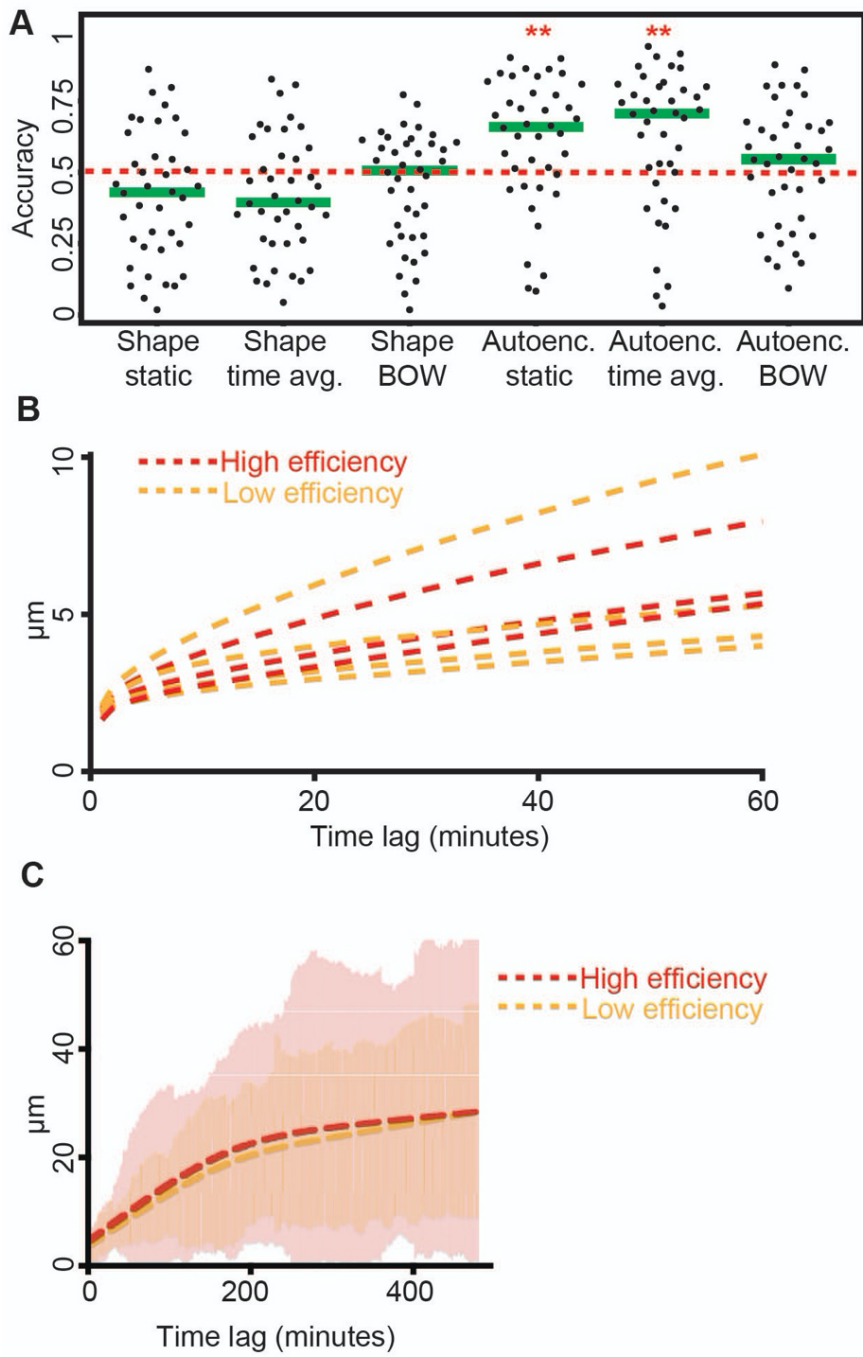 A
Accuracy
1
0.75
0.5
0.25
0
**
**
Shape
static
Shape
time avg.
Shape
BOW
Autoenc.
static
Autoenc.
time avg.
Autoenc.
BOW
B
High efficiency
Low efficiency
10
5
0
µm
0
20
40
60
Time lag (minutes)
C
60
40
20
0
µm
High efficiency
Low efficiency
0
200
400
Time lag (minutes)